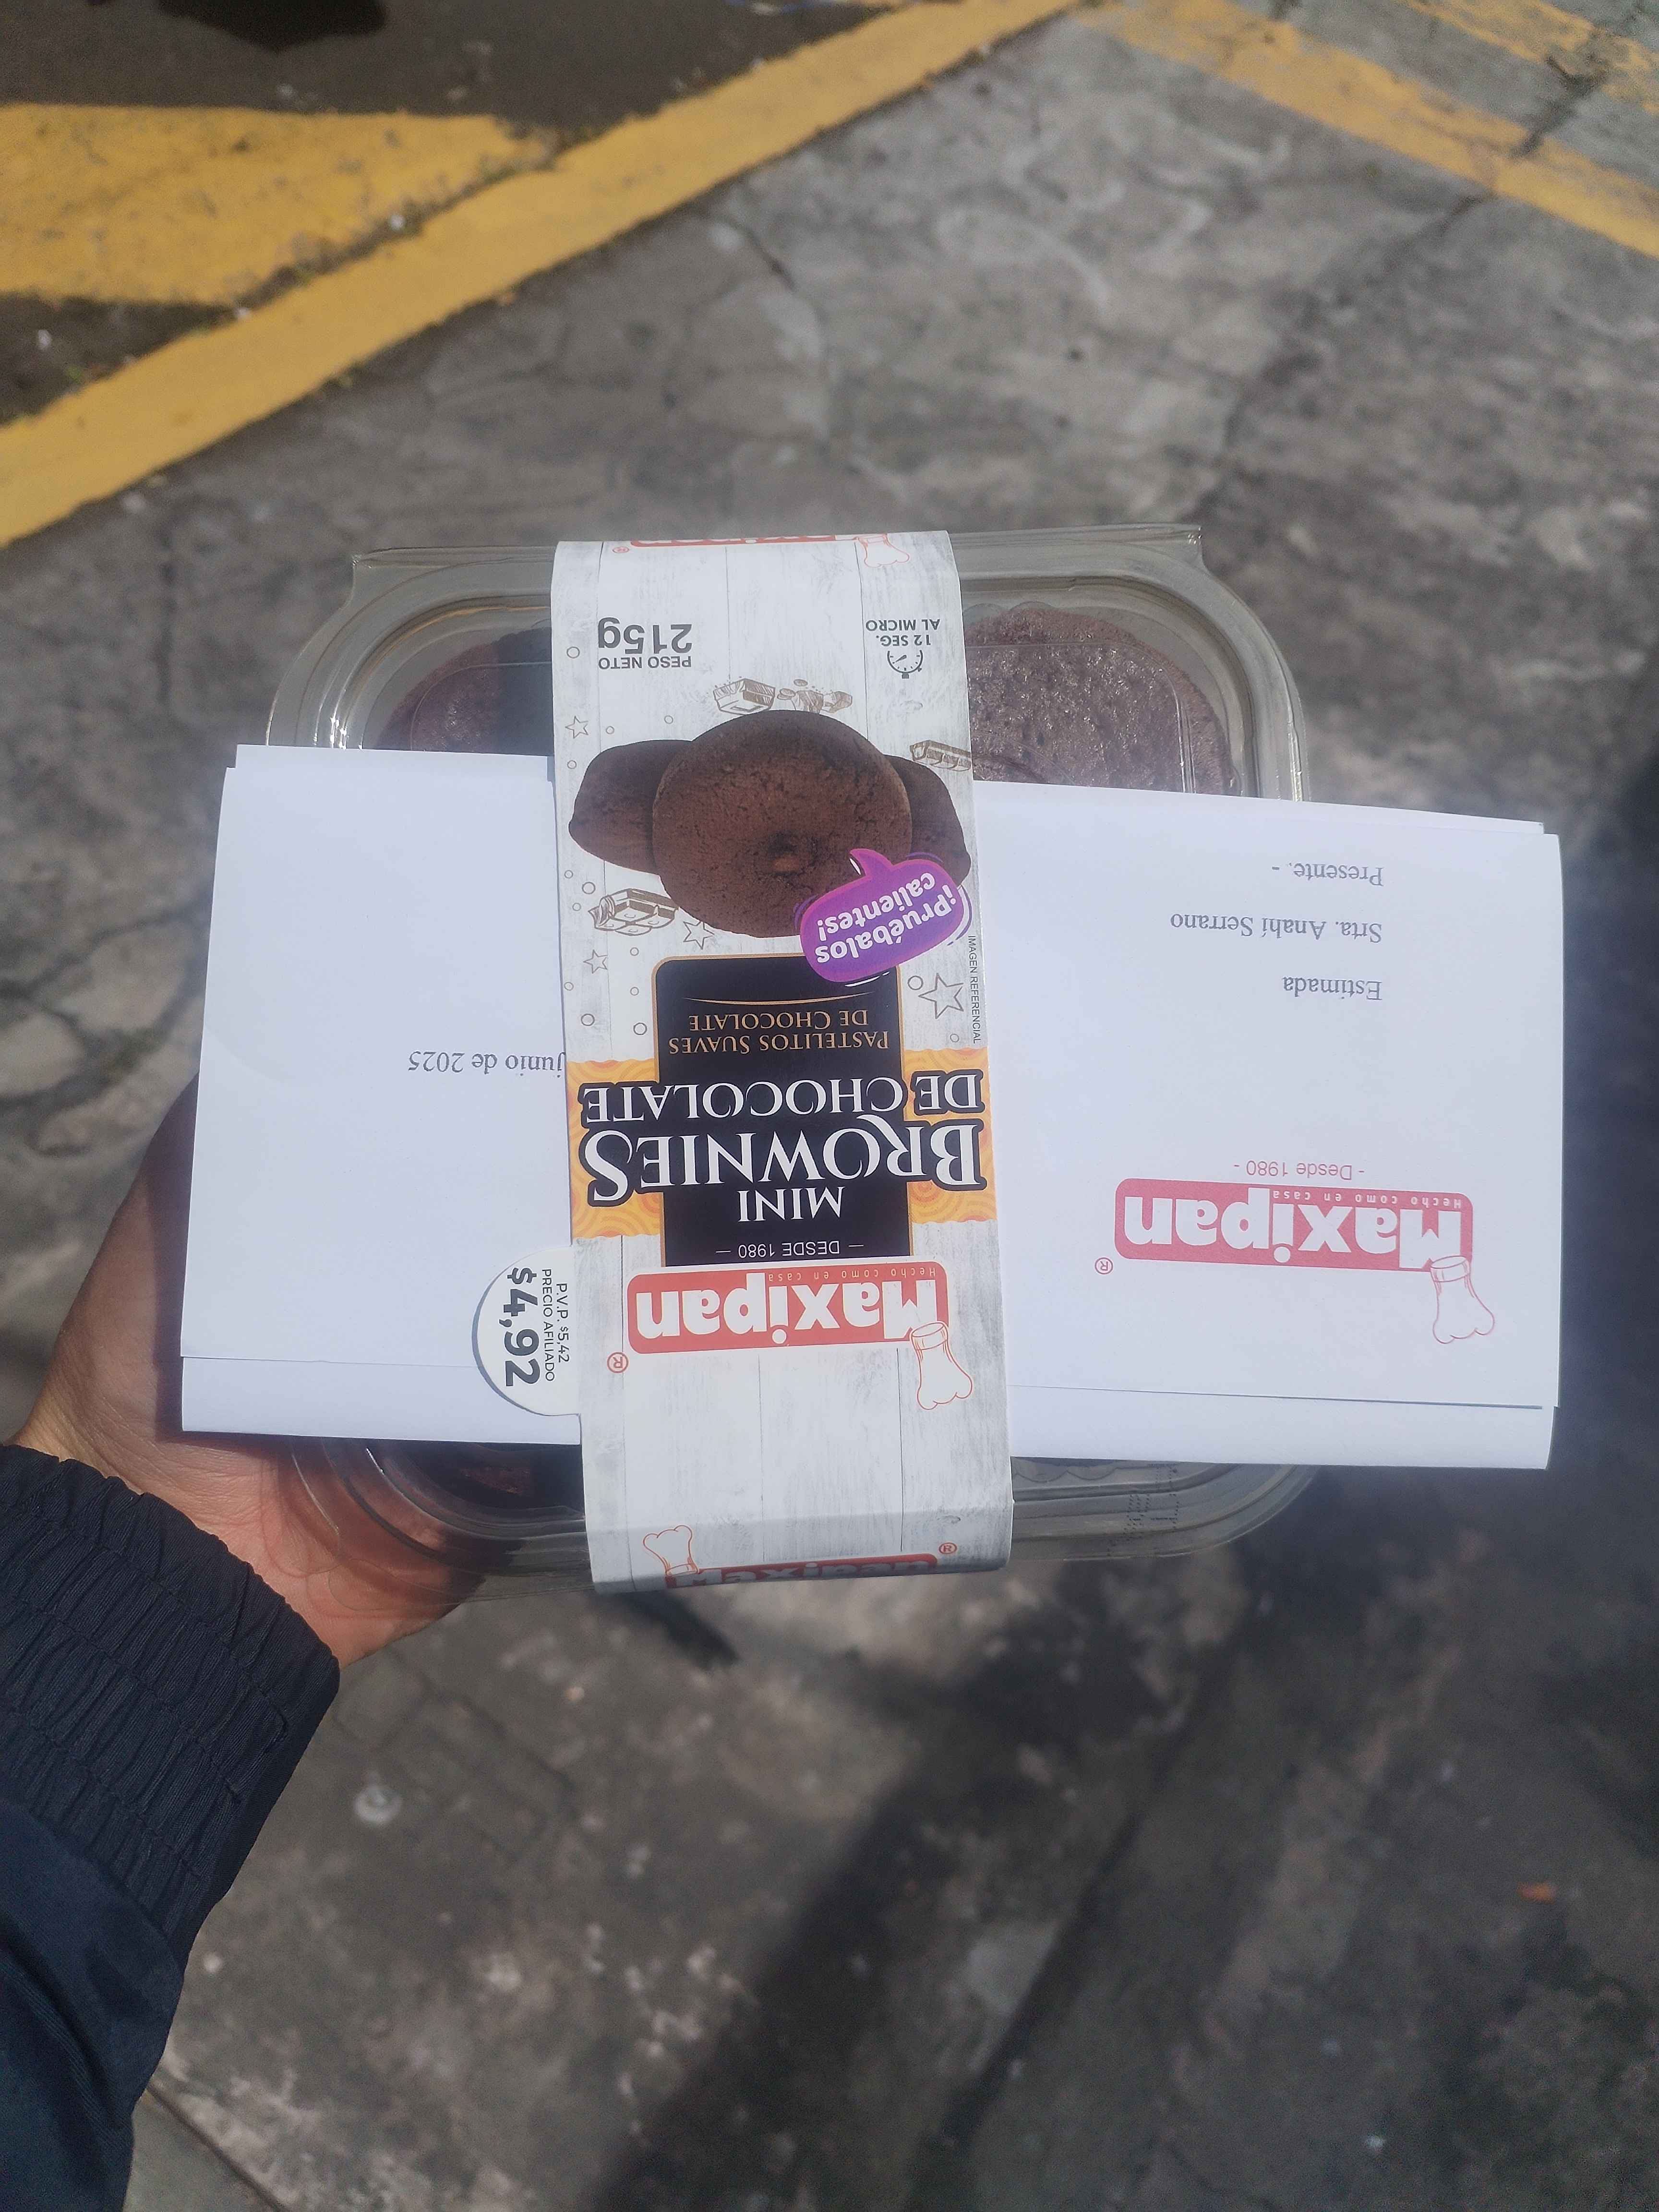 Maxipan
Hecho como en casa
®
- Desde 1980 -
junio de 2025
Estimada
Srta. Anahí Serrano
Presente. -
Maxipan
®
Maxipan
Hecho como en casa
®
— DESDE 1980 —
MINI
BROWNIES
DE CHOCOLATE
PASTELITOS SUAVES
DE CHOCOLATE
¡Pruébalos
calientes!
IMAGEN REFERENCIAL
12 SEG.
AL MICRO
PESO NETO
215g
P.V.P. $5,42
PRECIO AFILIADO
$4,92
®